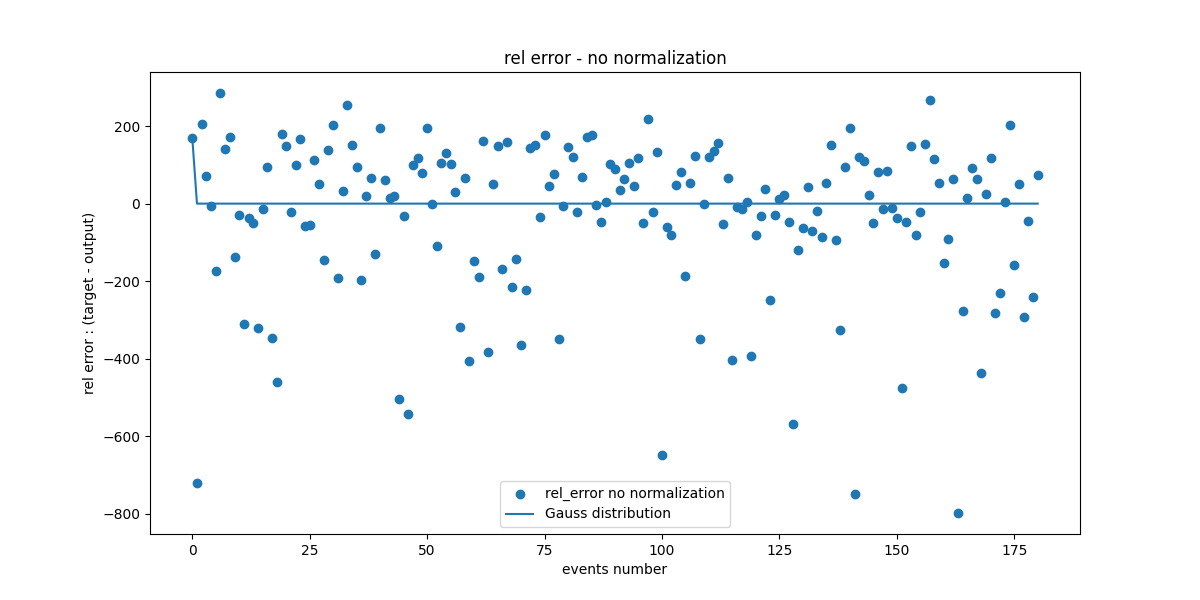 rel error - no normalization
rel error : (target - output)
200
0
−200
−400
−600
−800
rel_error no normalization
Gauss distribution
0
25
50
75
100
125
150
175
events number